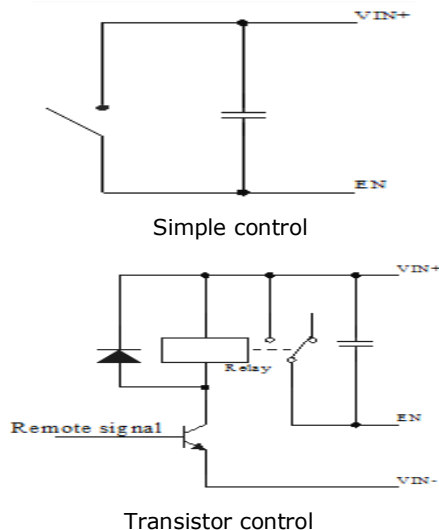 VIN+
EN
Simple control
VIN+
Relay
EN
Remote signal
VIN-
Transistor control